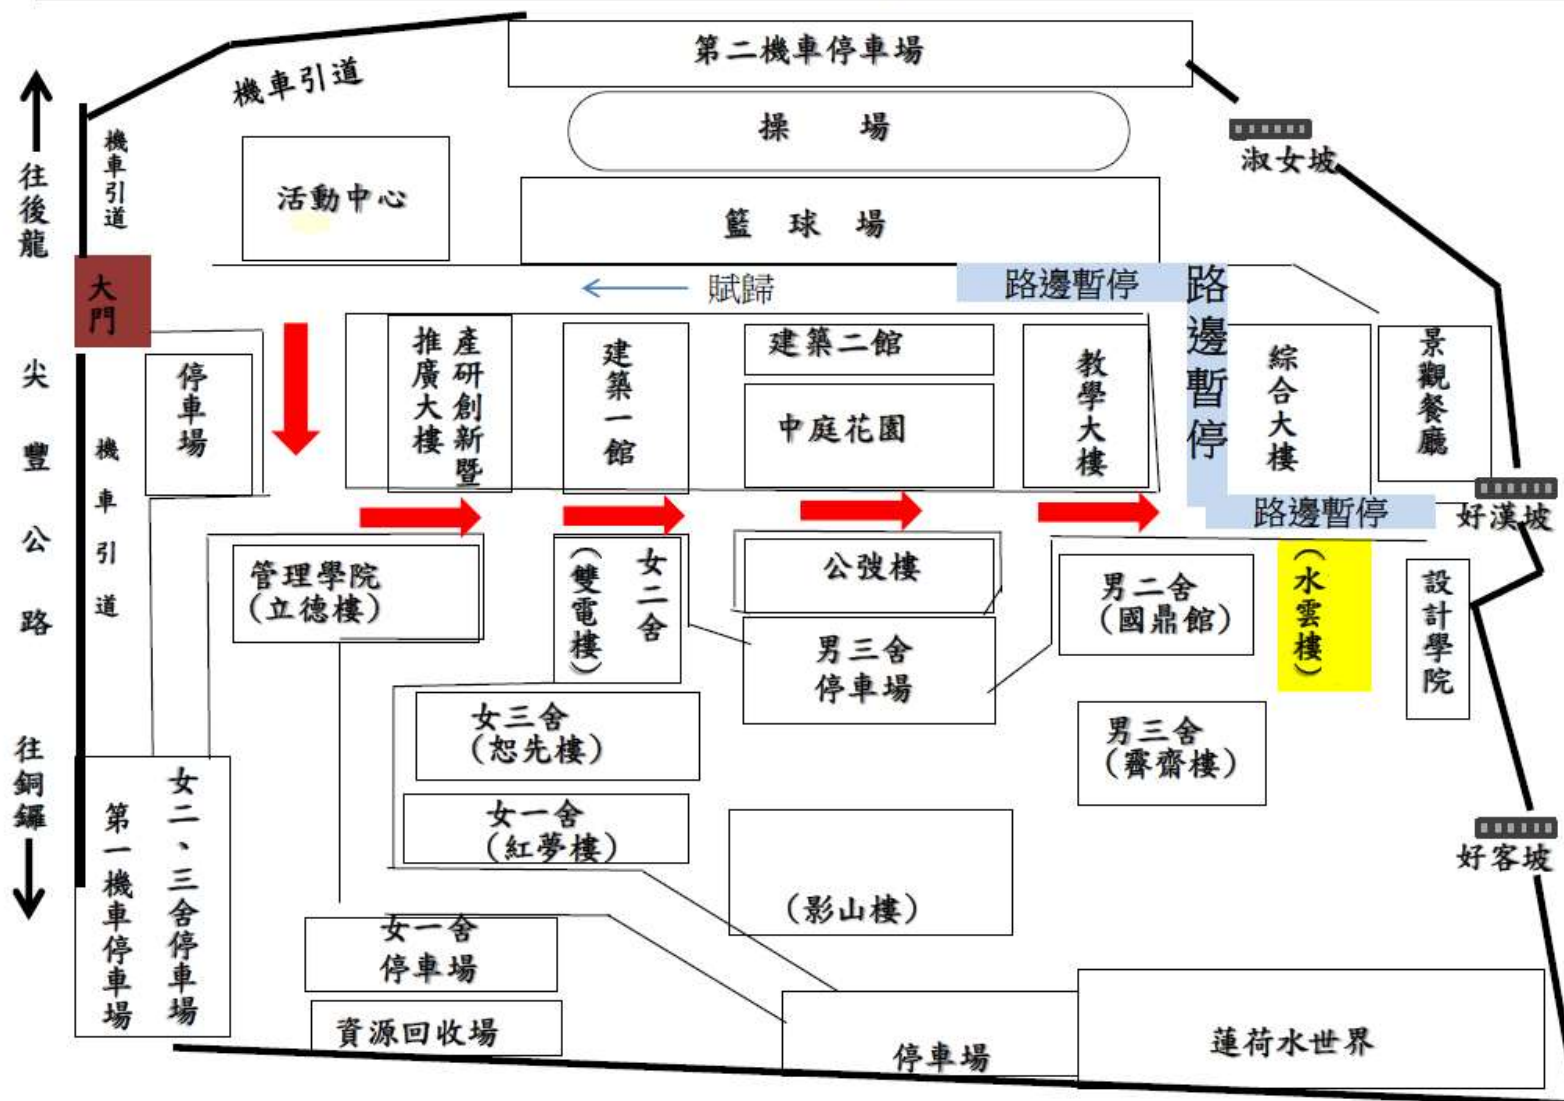 第二機車停車場
機車引道
操場
淑女坡
機車引道
往後龍
活動中心
籃球場
大門
賦歸
路邊暫停
路邊暫停
停車場
產研創新暨
推廣大樓
建築一館
建築二館
中庭花園
教學大樓
綜合大樓
景觀餐廳
尖豐公路
機車引道
路邊暫停
好漢坡
管理學院
(立德樓)
女二舍
(雙電樓)
公弢樓
男三舍
停車場
男二舍
(國鼎館)
(水雲樓)
設計學院
女三舍
(恕先樓)
男三舍
(霽齋樓)
往銅鑼
女二、三舍停車場
第一機車停車場
女一舍
(紅夢樓)
好客坡
(影山樓)
女一舍
停車場
資源回收場
停車場
蓮荷水世界